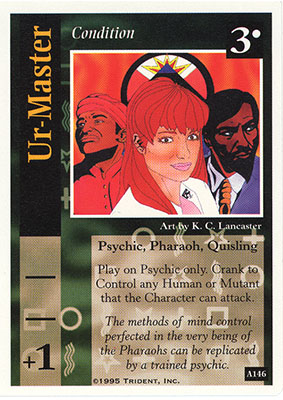 Ur-Master
Condition
3•
Art by K. C. Lancaster
Psychic, Pharaoh, Quisling
Play on Psychic only. Crank to
Control any Human or Mutant
that the Character can attack.
The methods of mind control
perfected in the very being of
the Pharaohs can be replicated
by a trained psychic.
+1
©1995 TRIDENT, INC.
A146